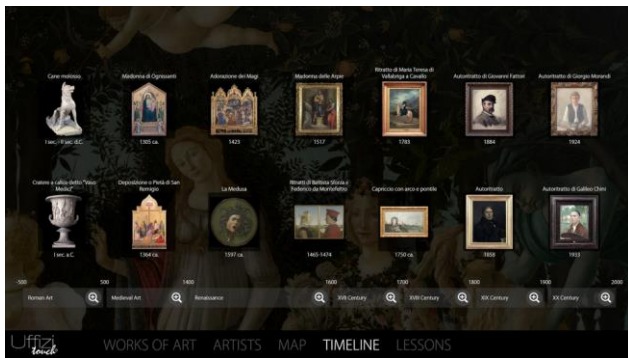 Cane molosso
I sec. - II sec. d.C.
Madonna di Ognissanti
1305 ca.
Adorazione dei Magi
1423
Madonna delle Arpie
1517
Ritratto di Maria Teresa di
Vallabriga a Cavallo
1783
Autoritratto di Giovanni Fattori
1884
Autoritratto di Giorgio Morandi
1924
Cratere a calice detto "Vaso
Medici"
I sec. a.C.
Deposizione o Pietà di San
Remigio
1364 ca.
La Medusa
1597 ca.
Ritratti di Battista Sforza e
Federico da Montefeltro
1465-1474
Capriccio con arco e pontile
1750 ca.
Autoritratto
1858
Autoritratto di Galileo Chini
1933
-500 500 1400 1600 1700 1800 1900 2000
Roman Art Medieval Art Renaissance XVII Century XVIII Century XIX Century XX Century
Uffizi
touch
WORKS OF ART ARTISTS MAP TIMELINE LESSONS